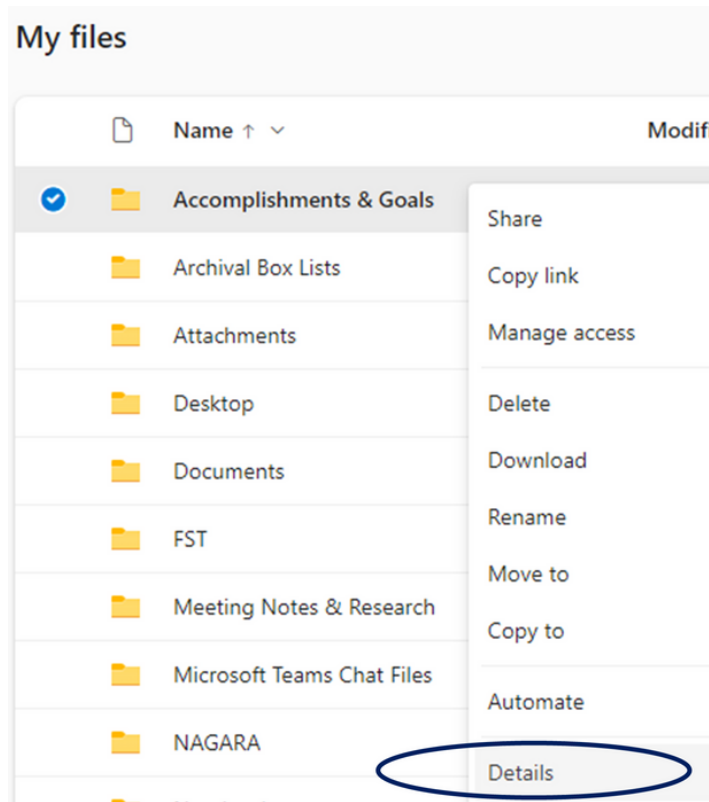 My files
Name
Modif
Accomplishments & Goals
Share
Archival Box Lists
Copy link
Attachments
Manage access
Desktop
Delete
Documents
Download
FST
Rename
Move to
Meeting Notes & Research
Copy to
Microsoft Teams Chat Files
Automate
NAGARA
Details